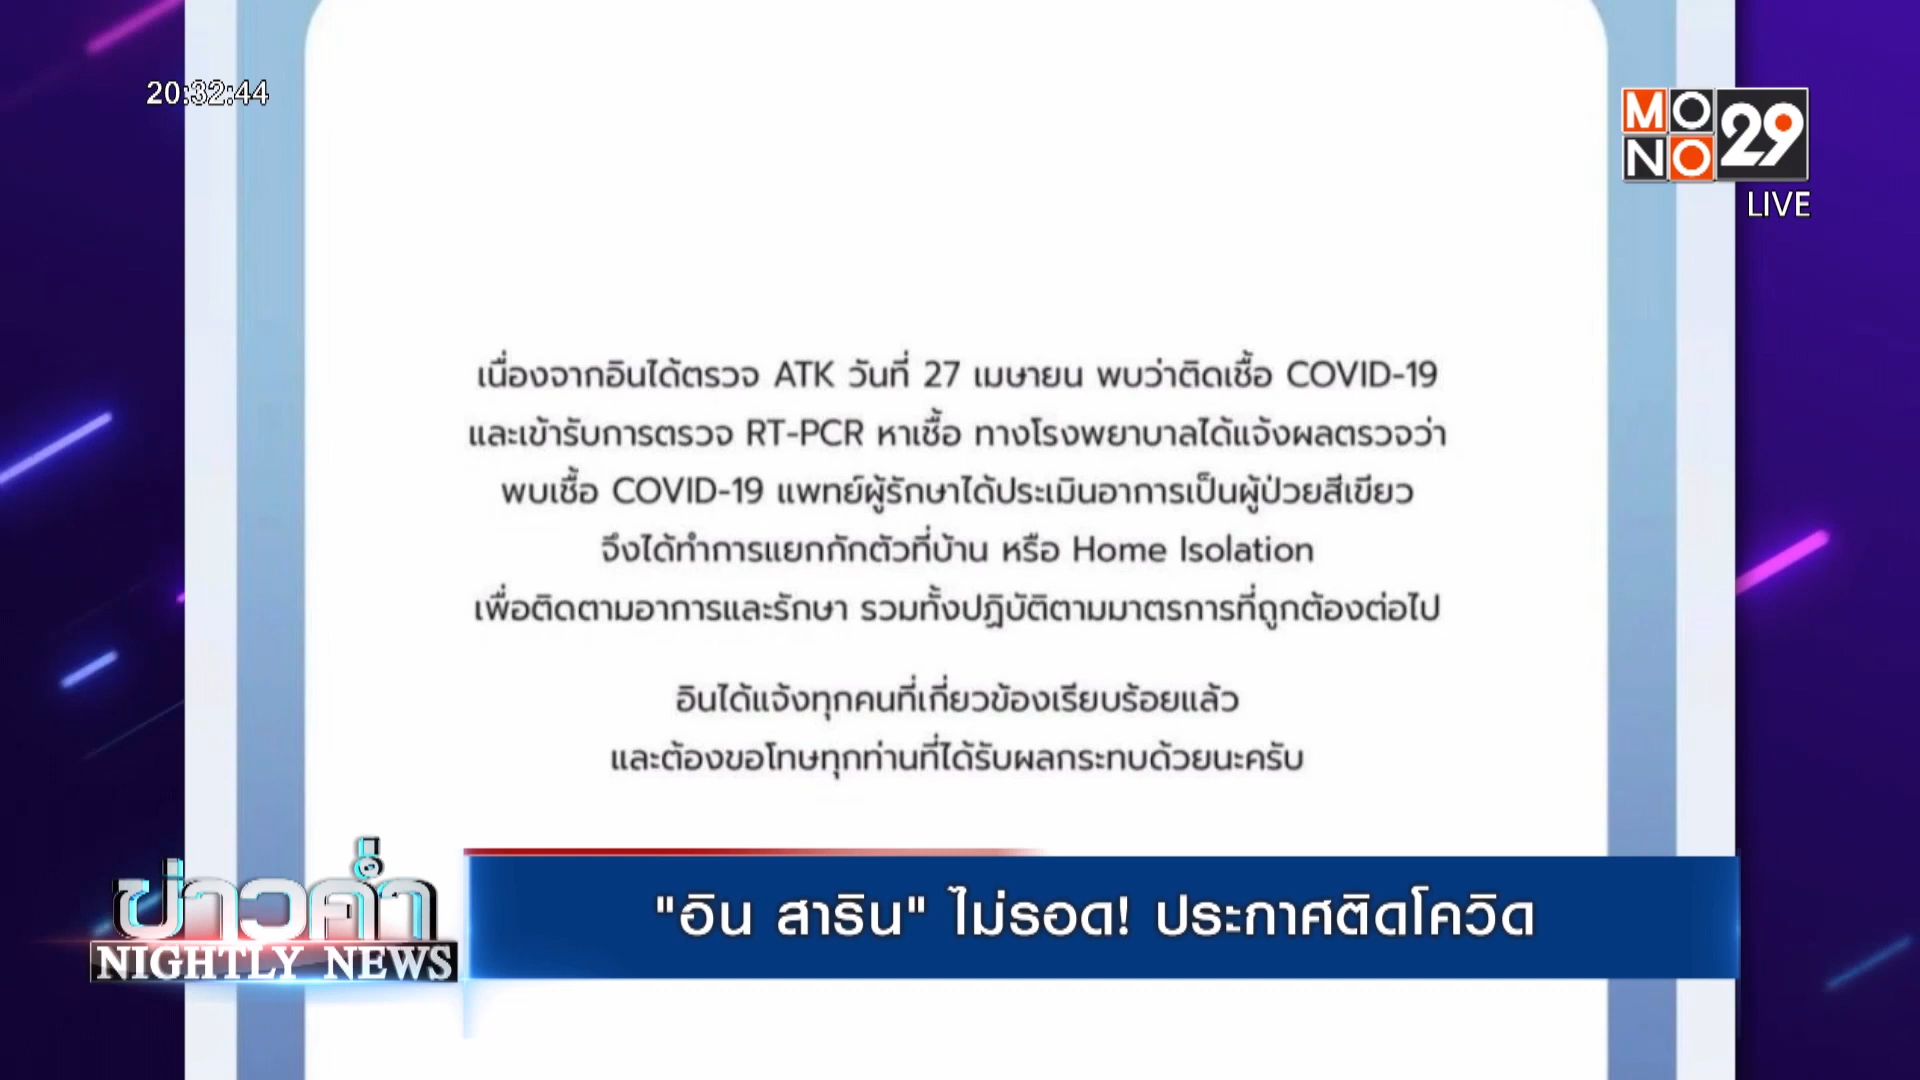 20:32:44
MONO 29
LIVE
เนื่องจากอินได้ตรวจ ATK วันที่ 27 เมษายน พบว่าติดเชื้อ COVID-19
และเข้ารับการตรวจ RT-PCR หาเชื้อ ทางโรงพยาบาลได้แจ้งผลตรวจว่า
พบเชื้อ COVID-19 แพทย์ผู้รักษาได้ประเมินอาการเป็นผู้ป่วยสีเขียว
จึงได้ทำการแยกกักตัวที่บ้าน หรือ Home Isolation
เพื่อติดตามอาการและรักษา รวมทั้งปฏิบัติตามมาตรการที่ถูกต้องต่อไป
อินได้แจ้งทุกคนที่เกี่ยวข้องเรียบร้อยแล้ว
และต้องขอโทษทุกท่านที่ได้รับผลกระทบด้วยนะครับ
ข่าวค่ำ
NIGHTLY NEWS
"อิน สาริน" ไม่รอด! ประกาศติดโควิด